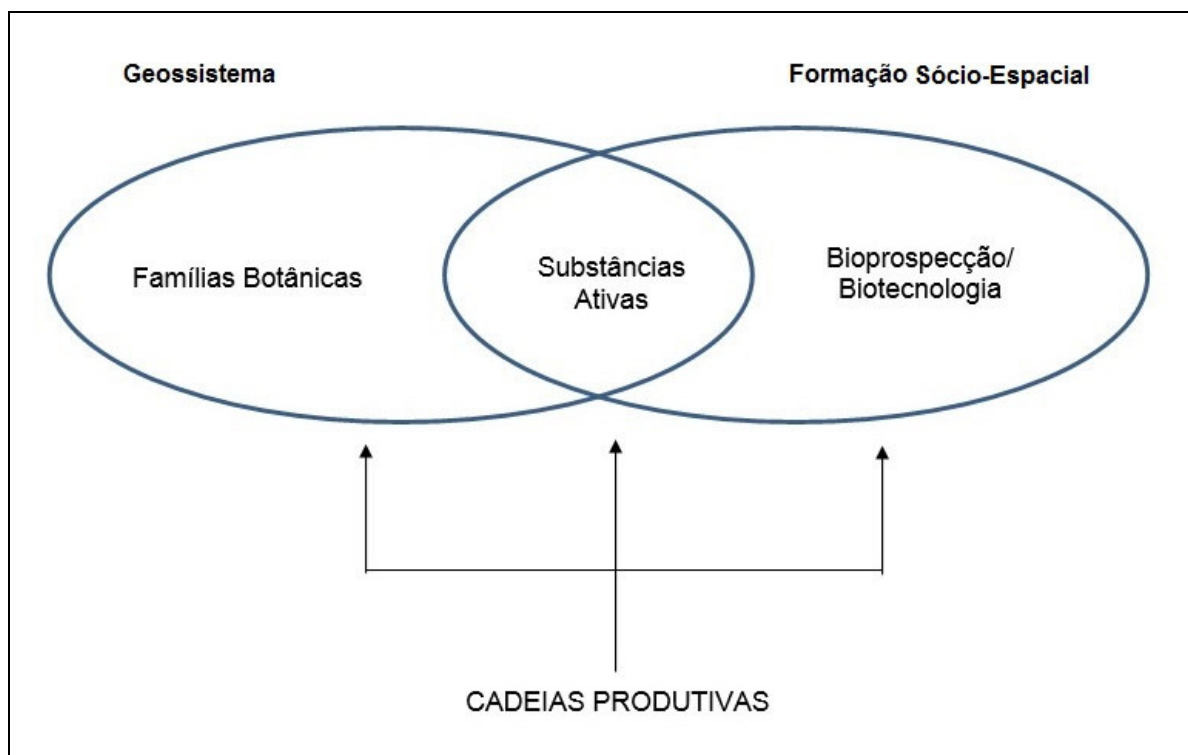 Geossistema
Formação Sócio-Espacial
Famílias Botânicas
Substâncias
Ativas
Bioprospecção/
Biotecnologia
CADEIAS PRODUTIVAS